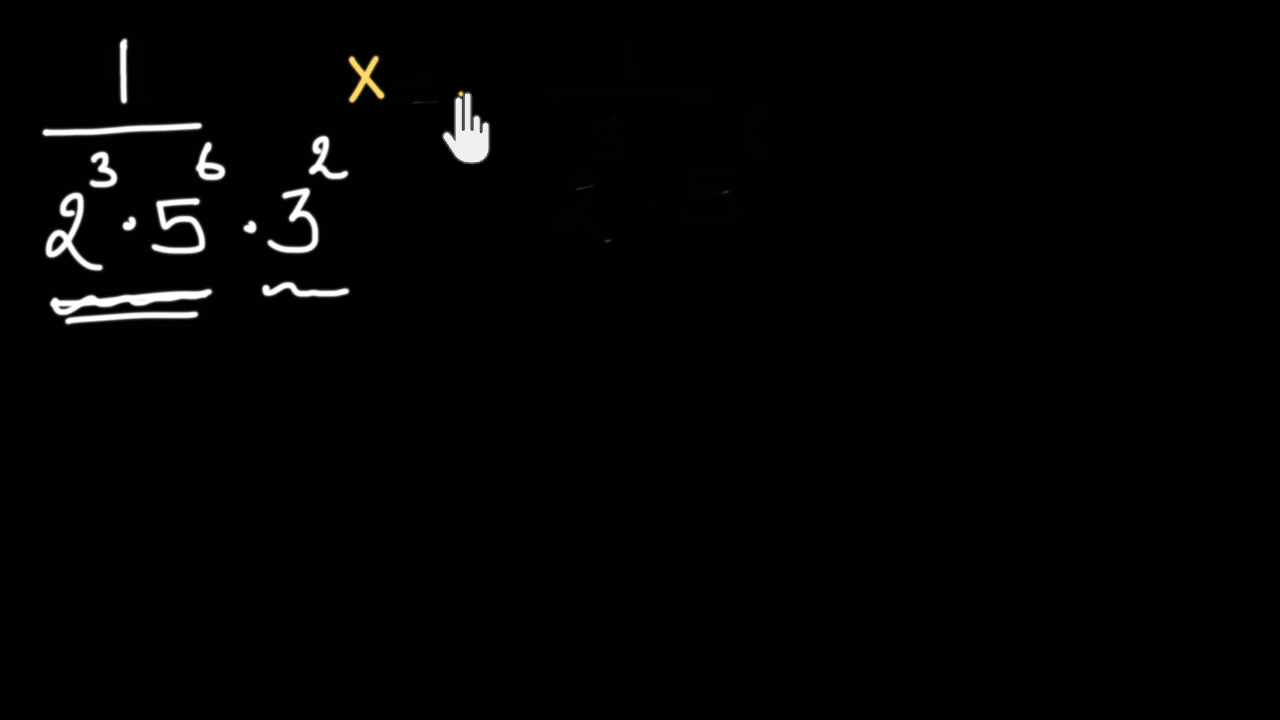 1 x
2³ · 5⁶ · 3²